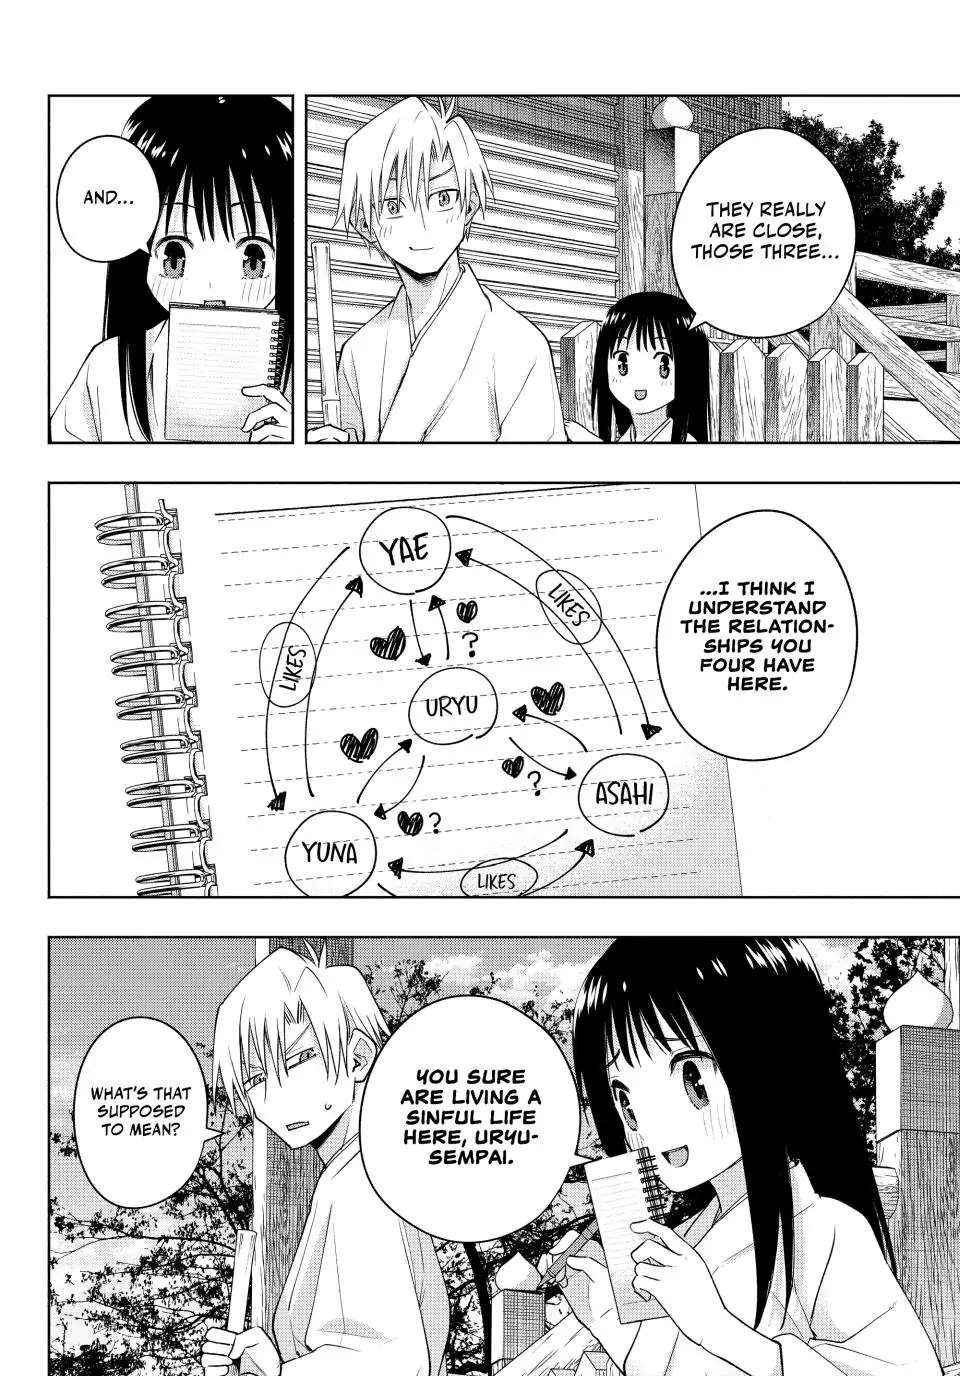 THEY REALLY
ARE CLOSE,
THOSE THREE...
AND...
...I THINK I
UNDERSTAND
THE RELATION-
SHIPS YOU
FOUR HAVE
HERE.
YAE
LIKES
LIKES
?
URYU
?
ASAHI
?
YUNA
LIKES
YOU SURE
ARE LIVING A
SINFUL LIFE
HERE, URYU-
SEMPAI.
WHAT'S THAT
SUPPOSED
TO MEAN?